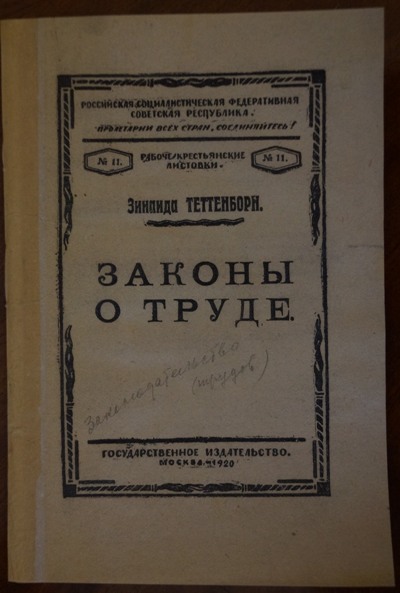 РОССИЙСКАЯ СОЦИАЛИСТИЧЕСКАЯ ФЕДЕРАТИВНАЯ
СОВЕТСКАЯ РЕСПУБЛИКА.
ПРОЛЕТАРИИ ВСЕХ СТРАН, СОЕДИНЯЙТЕСЬ!
№ 11. РАБОЧЕ-КРЕСТЬЯНСКИЕ № 11.
ЛИСТОВКИ.
Зинаида ТЕТТЕНБОРН.
ЗАКОНЫ
О ТРУДЕ.
Законодательство
(трудов)
ГОСУДАРСТВЕННОЕ ИЗДАТЕЛЬСТВО.
МОСКВА 1920